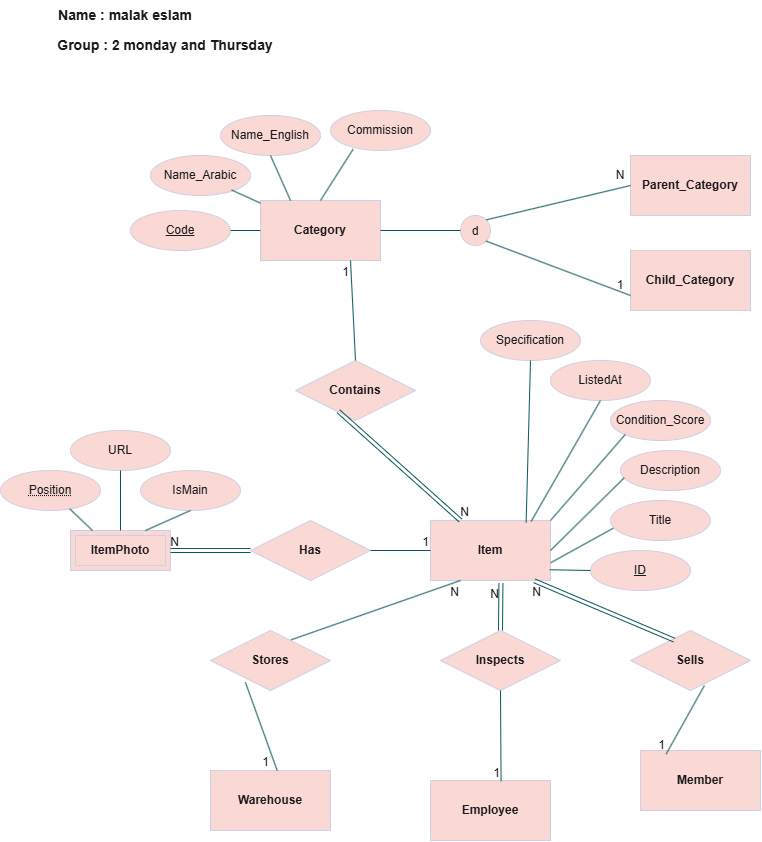 Name : malak eslam
Group : 2 monday and Thursday
Commission
Name_English
Name_Arabic
Code
Category
d
N
Parent_Category
1
Child_Category
1
Specification
ListedAt
Contains
Condition_Score
URL
Description
Position
IsMain
N
Title
N
ItemPhoto
Has
1
Item
ID
N
N
N
Stores
Inspects
Sells
1
1
1
Warehouse
Employee
Member